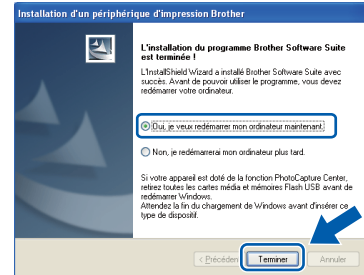 Installation d'un périphérique d'impression Brother
L'installation du programme Brother Software Suite
est terminée !
L'InstallShield Wizard a installé Brother Software Suite avec
succès. Avant de pouvoir utiliser le programme, vous devez
redémarrer votre ordinateur.
Oui, je veux redémarrer mon ordinateur maintenant.
Non, je redémarrerai mon ordinateur plus tard.
Si votre appareil est doté de la fonction PhotoCapture Center,
retirez toutes les cartes média et mémoires Flash USB avant de
redémarrer Windows.
Attendez la fin du chargement de Windows avant d'insérer ce
type de dispositif.
< Précéden
Terminer
Annuler